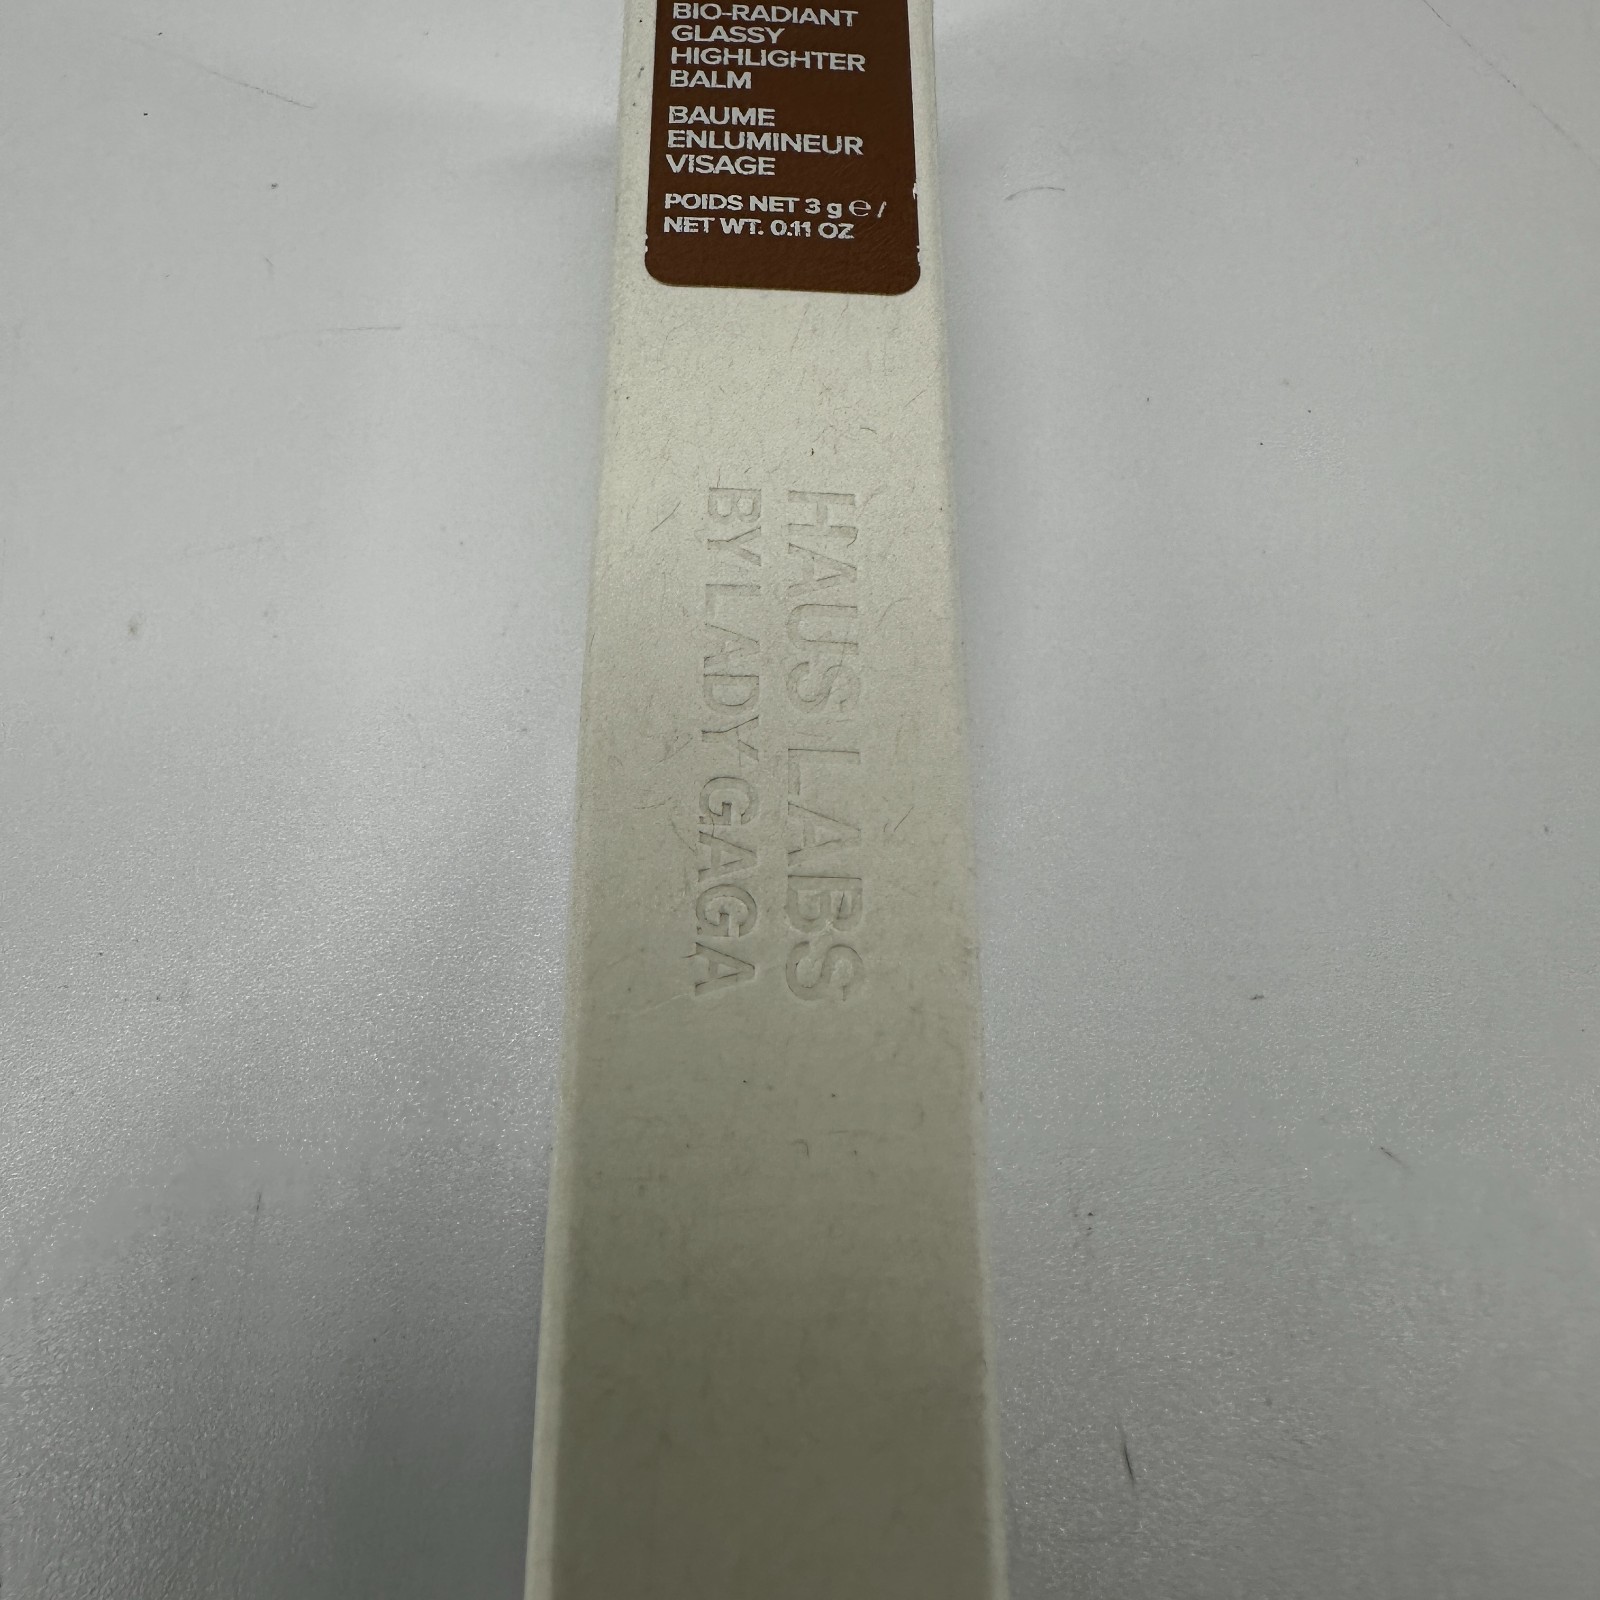 BIO-RADIANT
GLASSY
HIGHLIGHTER
BALM
BAUME
ENLUMINEUR
VISAGE
POIDS NET 3 g ℮ /
NET WT. 0.11 OZ
HAUS LABS
BY LADY GAGA